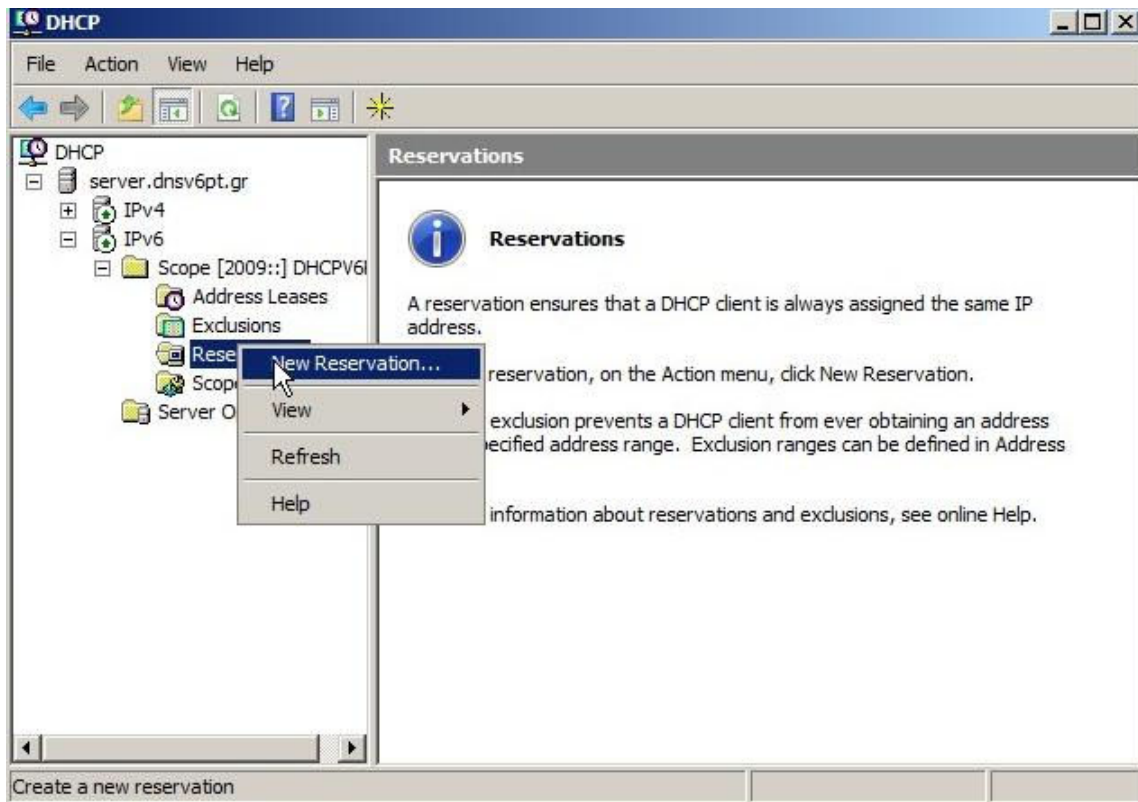 DHCP
File Action View Help
DHCP
server.dnsv6pt.gr
IPv4
IPv6
Scope [2009::] DHCPV6
Address Leases
Exclusions
Rese
Scop
Server O
New Reservation...
View
Refresh
Help
Reservations
Reservations
A reservation ensures that a DHCP client is always assigned the same IP
address.
reservation, on the Action menu, click New Reservation.
exclusion prevents a DHCP client from ever obtaining an address
ecified address range. Exclusion ranges can be defined in Address
information about reservations and exclusions, see online Help.
Create a new reservation